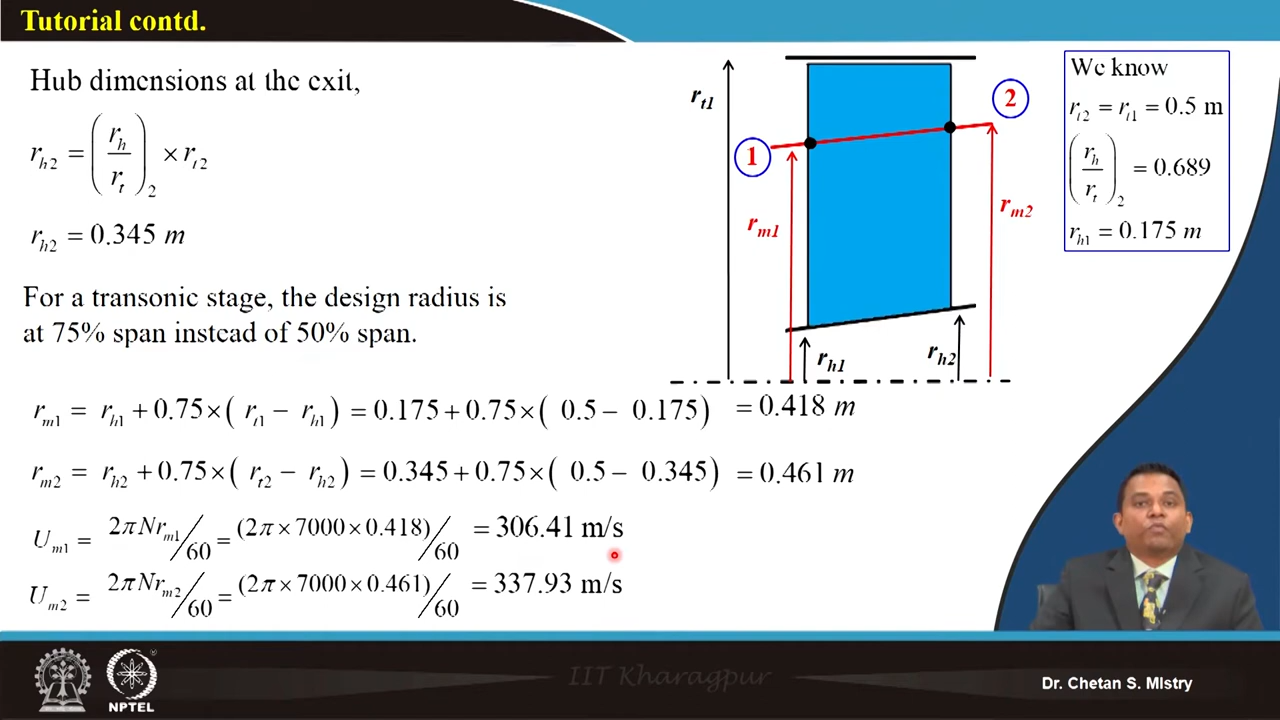 Tutorial contd.
Hub dimensions at the exit,
r_h2 = (r_h / r_t)_2 × r_t2
r_h2 = 0.345 m
For a transonic stage, the design radius is
at 75% span instead of 50% span.
r_t1
1
2
r_m1
r_m2
r_h1
r_h2
We know
r_t2 = r_t1 = 0.5 m
(r_h / r_t)_2 = 0.689
r_h1 = 0.175 m
r_m1 = r_h1 + 0.75×( r_t1 − r_h1 ) = 0.175 + 0.75×( 0.5 − 0.175) = 0.418 m
r_m2 = r_h2 + 0.75×( r_t2 − r_h2 ) = 0.345 + 0.75×( 0.5 − 0.345) = 0.461 m
U_m1 = 2πNr_m1/60 = (2π×7000×0.418)/60 = 306.41 m/s
U_m2 = 2πNr_m2/60 = (2π×7000×0.461)/60 = 337.93 m/s
NPTEL
IIT Kharagpur
Dr. Chetan S. MIstry